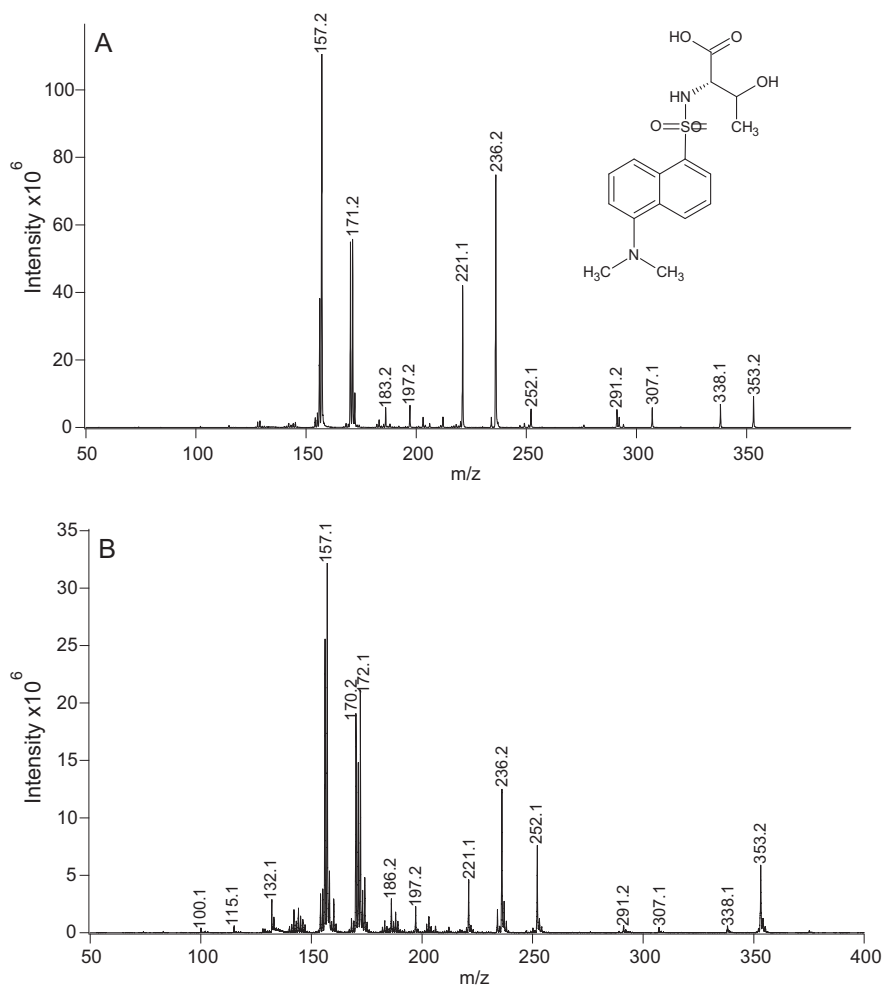 A
157.2
171.2
183.2
197.2
221.1
236.2
252.1
291.2
307.1
338.1
353.2
HO
O
OH
HN
CH3
O=S=O
N
H3C
CH3
100
80
60
40
20
0
Intensity x10^6
50 100 150 200 250 300 350
m/z
B
100.1
115.1
132.1
157.1
170.2
172.1
186.2
197.2
221.1
236.2
252.1
291.2
307.1
338.1
353.2
35
30
25
20
15
10
5
0
Intensity x10^6
50 100 150 200 250 300 350 400
m/z